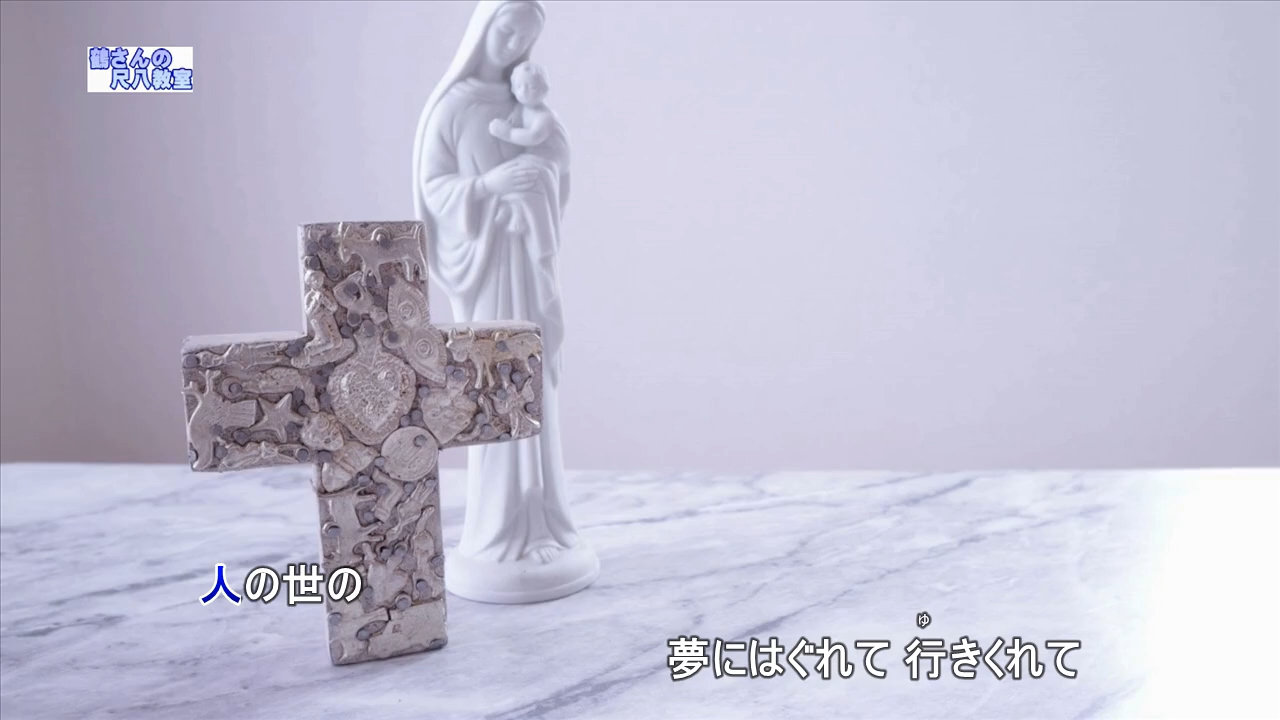 鶴さんの
尺八教室
人の世の
ゆ
夢にはぐれて 行きくれて